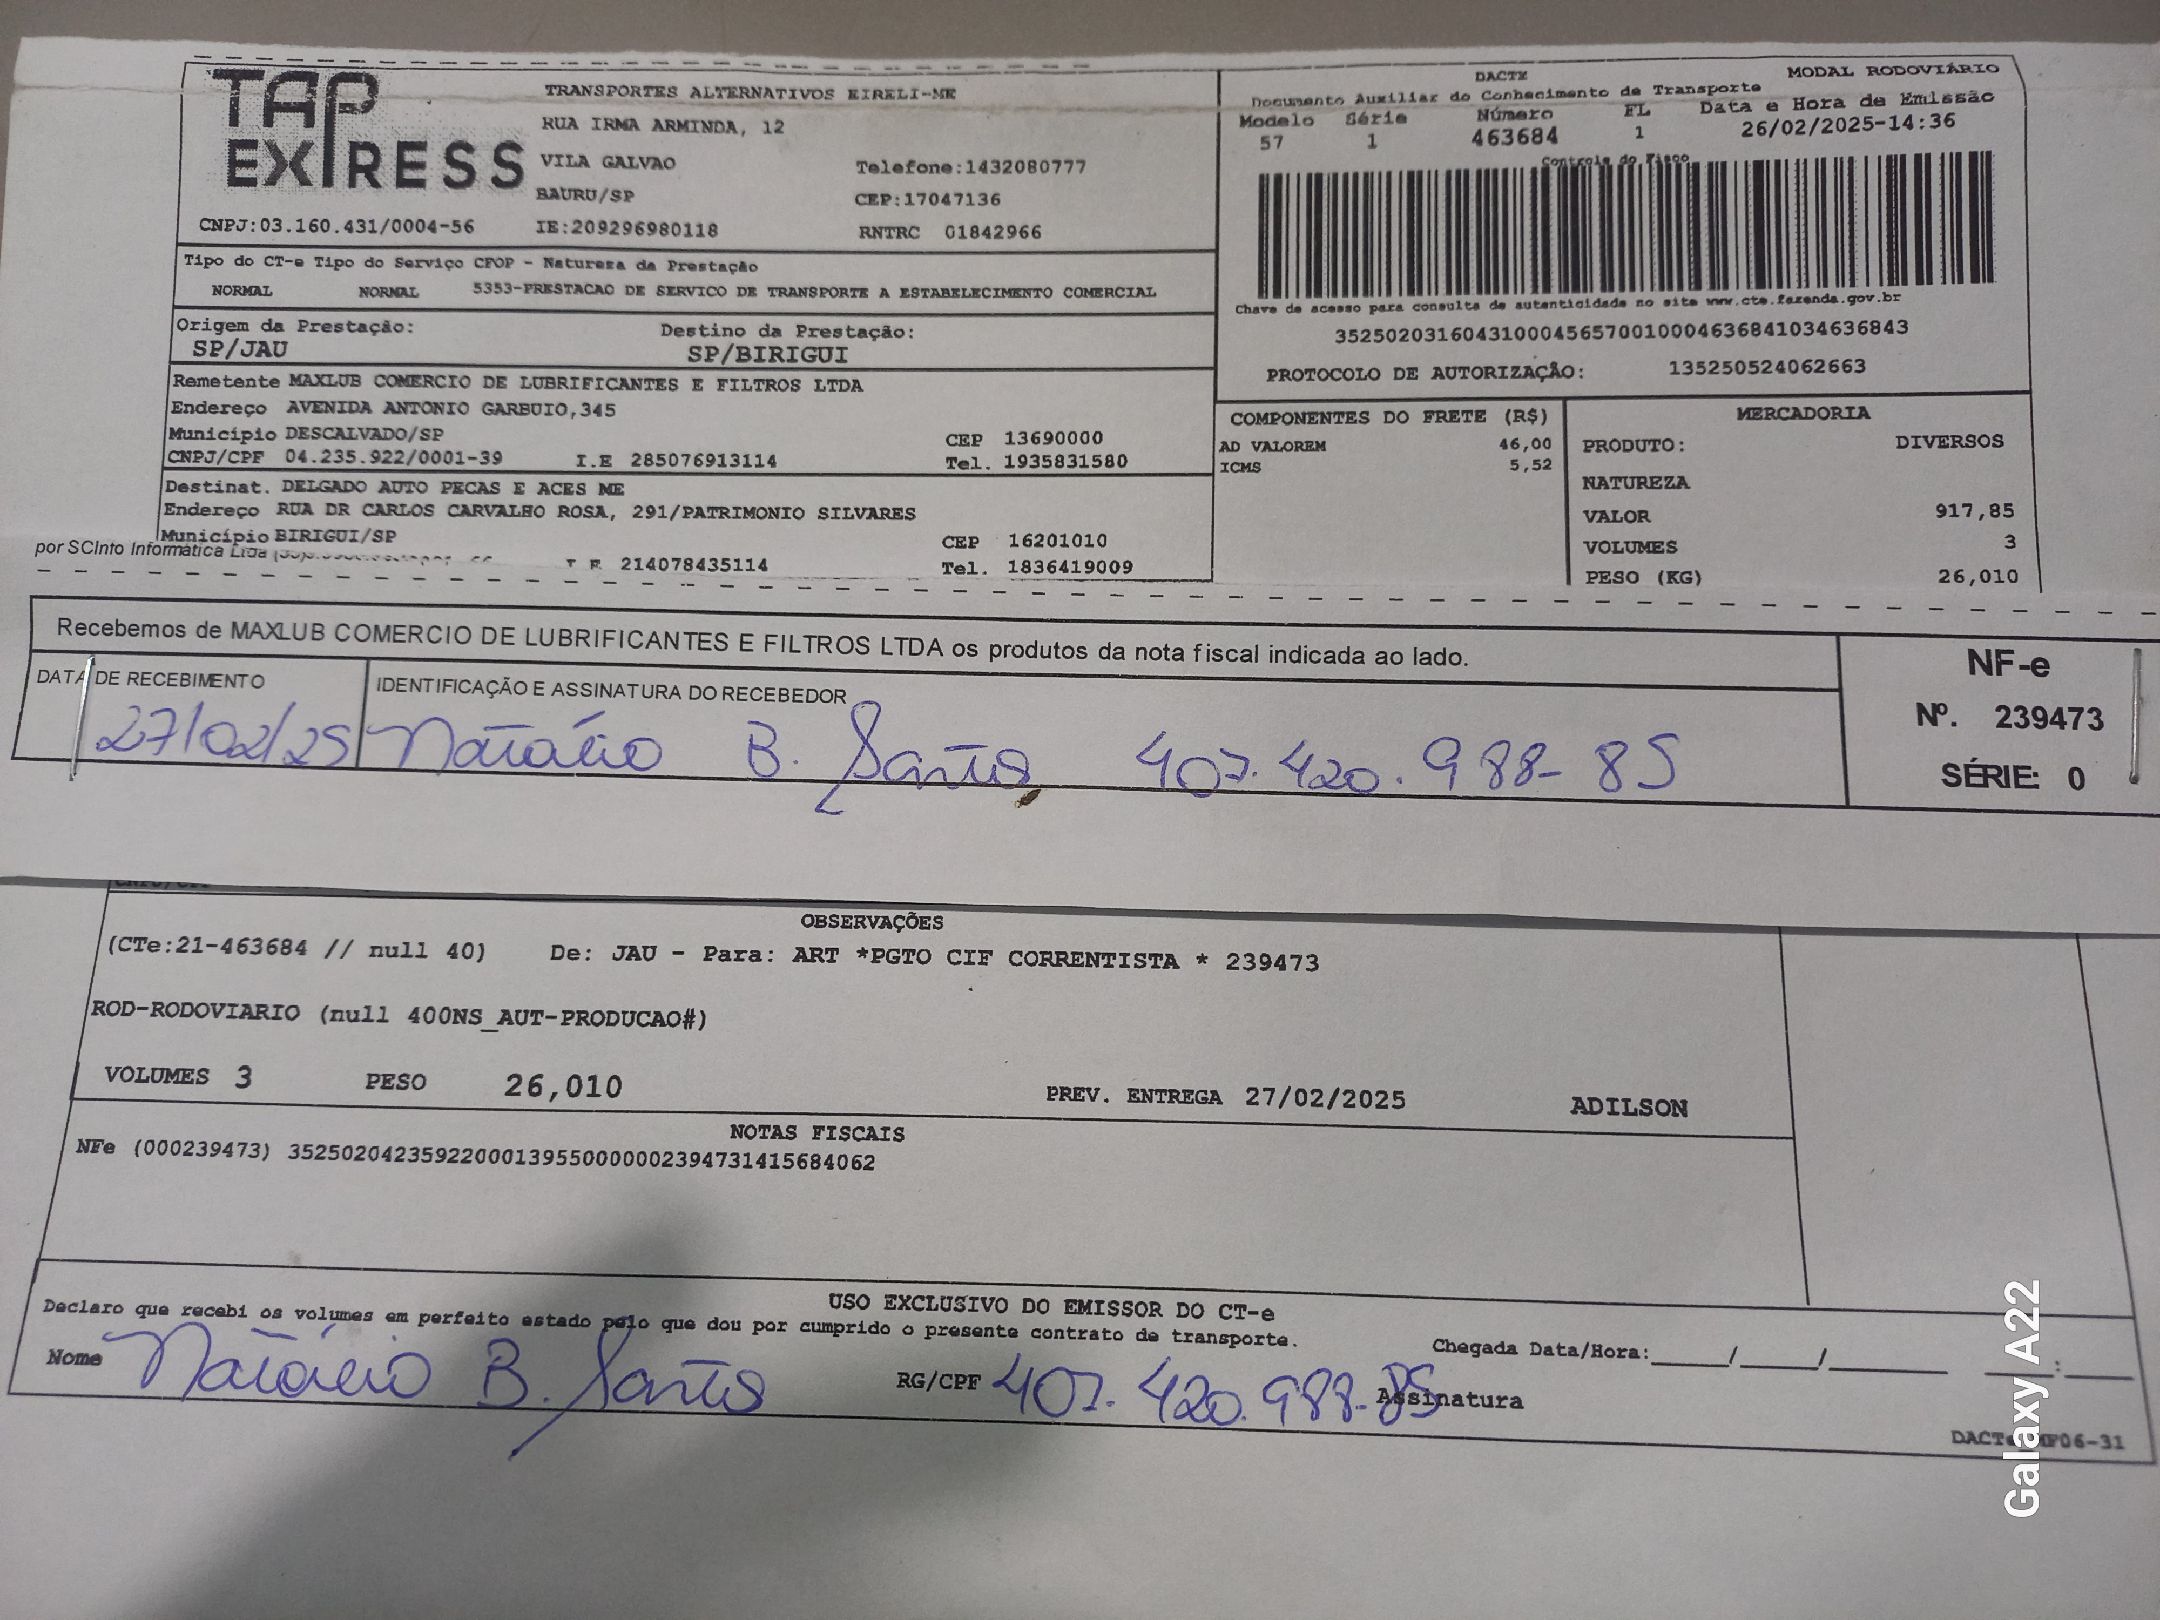 TAP EXPRESS
TRANSPORTES ALTERNATIVOS EIRELI-ME
RUA IRMA ARMINDA, 12
VILA GALVAO Telefone:1432080777
BAURU/SP CEP:17047136
CNPJ:03.160.431/0004-56 IE:209296980118 RNTRC 01842966
DACTE MODAL RODOVIÁRIO
Documento Auxiliar do Conhecimento de Transporte
Modelo Série Número FL Data e Hora de Emissão
57 1 463684 1 26/02/2025-14:36
Controle do Fisco
Chave de acesso para consulta de autenticidade no site www.cte.fazenda.gov.br
35250203160431000456570010004636841034636843
PROTOCOLO DE AUTORIZAÇÃO: 135250524062663
Tipo do CT-e Tipo do Serviço CFOP - Natureza da Prestação
NORMAL NORMAL 5353-PRESTACAO DE SERVICO DE TRANSPORTE A ESTABELECIMENTO COMERCIAL
Origem da Prestação: Destino da Prestação:
SP/JAU SP/BIRIGUI
Remetente MAXLUB COMERCIO DE LUBRIFICANTES E FILTROS LTDA
Endereço AVENIDA ANTONIO GARBUIO,345
Município DESCALVADO/SP CEP 13690000
CNPJ/CPF 04.235.922/0001-39 I.E 285076913114 Tel. 1935831580
Destinat. DELGADO AUTO PECAS E ACES ME
Endereço RUA DR CARLOS CARVALHO ROSA, 291/PATRIMONIO SILVARES
Município BIRIGUI/SP CEP 16201010
214078435114 Tel. 1836419009
COMPONENTES DO FRETE (R$)
AD VALOREM 46,00
ICMS 5,52
MERCADORIA
PRODUTO: DIVERSOS
NATUREZA
VALOR 917,85
VOLUMES 3
PESO (KG) 26,010
por SCInfo Informática Ltda
Recebemos de MAXLUB COMERCIO DE LUBRIFICANTES E FILTROS LTDA os produtos da nota fiscal indicada ao lado.
DATA DE RECEBIMENTO IDENTIFICAÇÃO E ASSINATURA DO RECEBEDOR
27/02/25 B. Santos 407.420.988-85
NF-e
Nº. 239473
SÉRIE: 0
OBSERVAÇÕES
(CTe:21-463684 // null 40) De: JAU - Para: ART *PGTO CIF CORRENTISTA * 239473
ROD-RODOVIARIO (null 400NS_AUT-PRODUCAO#)
VOLUMES 3 PESO 26,010 PREV. ENTREGA 27/02/2025 ADILSON
NOTAS FISCAIS
NFe (000239473) 35250204235922000139550000002394731415684062
USO EXCLUSIVO DO EMISSOR DO CT-e
Declaro que recebi os volumes em perfeito estado pelo que dou por cumprido o presente contrato de transporte.
Nome B. Santos RG/CPF 407.420.988-85 Assinatura
Chegada Data/Hora:____/____/______ ___:___
Galaxy A22